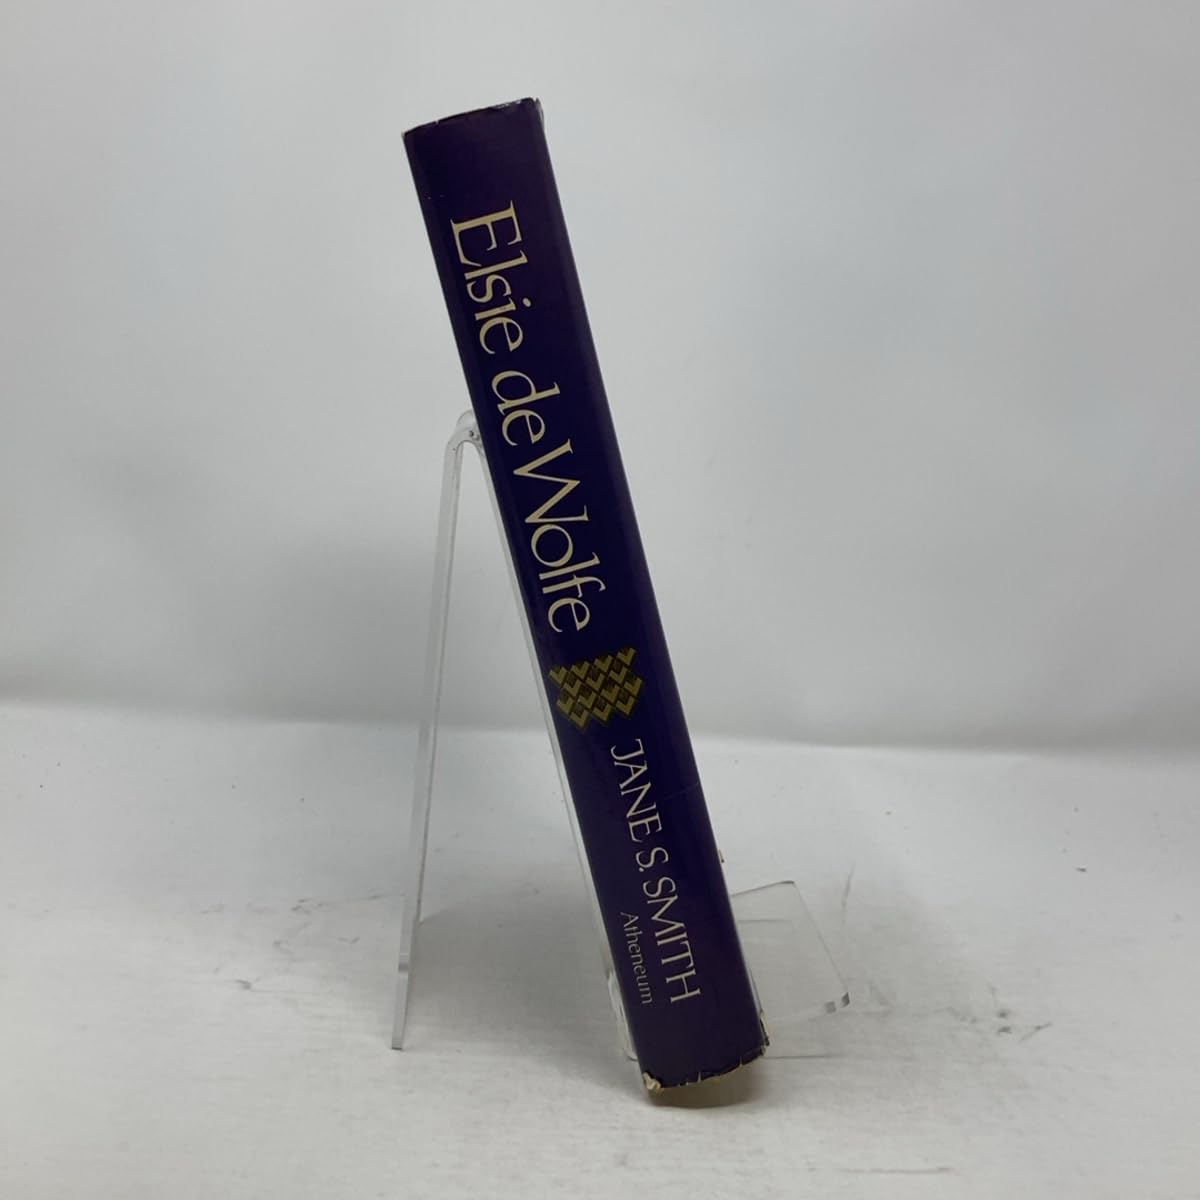 Elsie de Wolfe
JANE S. SMITH
Atheneum